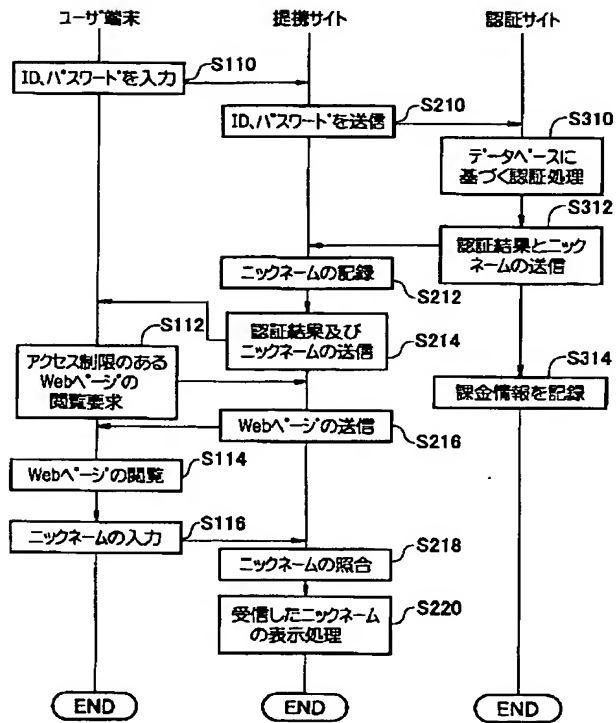 ユーザ端末
提携サイト
認証サイト
S110
ID、パスワードを入力
S210
ID、パスワードを送信
S310
データベースに
基づく認証処理
S312
認証結果とニック
ネームの送信
ニックネームの記録
S212
S112
認証結果及び
ニックネームの送信
S214
アクセス制限のある
Webページの
閲覧要求
S314
課金情報を記録
Webページの送信
S216
S114
Webページの閲覧
S116
ニックネームの入力
S218
ニックネームの照合
S220
受信したニックネーム
の表示処理
END
END
END